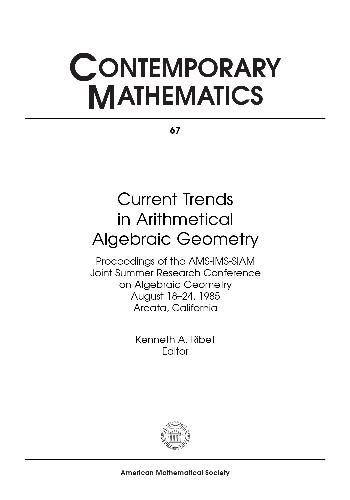 CONTEMPORARY
MATHEMATICS
67
Current Trends
in Arithmetical
Algebraic Geometry
Proceedings of the AMS-IMS-SIAM
Joint Summer Research Conference
on Algebraic Geometry
August 18–24, 1985
Arcata, California
Kenneth A. Ribet
Editor
American Mathematical Society